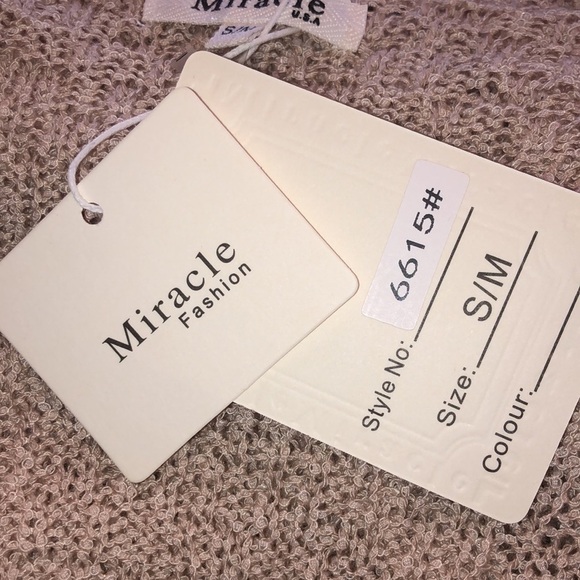 Miracle
U.S.A
S/M
Miracle
Fashion
Style No: 6615#
Size: S/M
Colour: